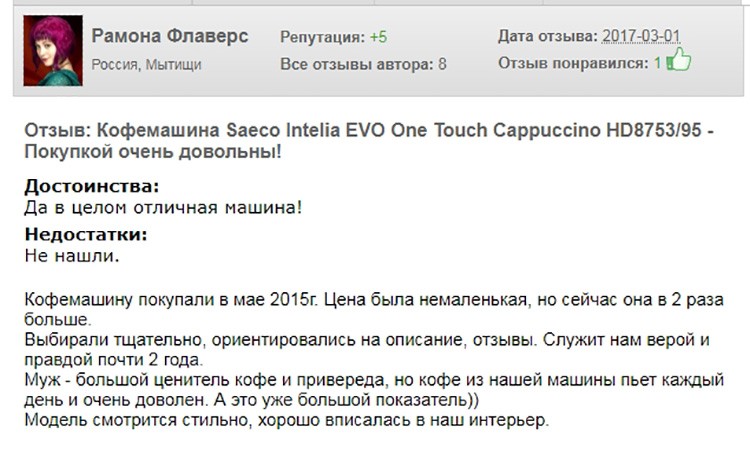 Рамона Флаверс
Россия, Мытищи
Репутация: +5
Все отзывы автора: 8
Дата отзыва: 2017-03-01
Отзыв понравился: 1
Отзыв: Кофемашина Saeco Intelia EVO One Touch Cappuccino HD8753/95 -
Покупкой очень довольны!
Достоинства:
Да в целом отличная машина!
Недостатки:
Не нашли.
Кофемашину покупали в мае 2015г. Цена была немаленькая, но сейчас она в 2 раза
больше.
Выбирали тщательно, ориентировались на описание, отзывы. Служит нам верой и
правдой почти 2 года.
Муж - большой ценитель кофе и привереда, но кофе из нашей машины пьет каждый
день и очень доволен. А это уже большой показатель))
Модель смотрится стильно, хорошо вписалась в наш интерьер.